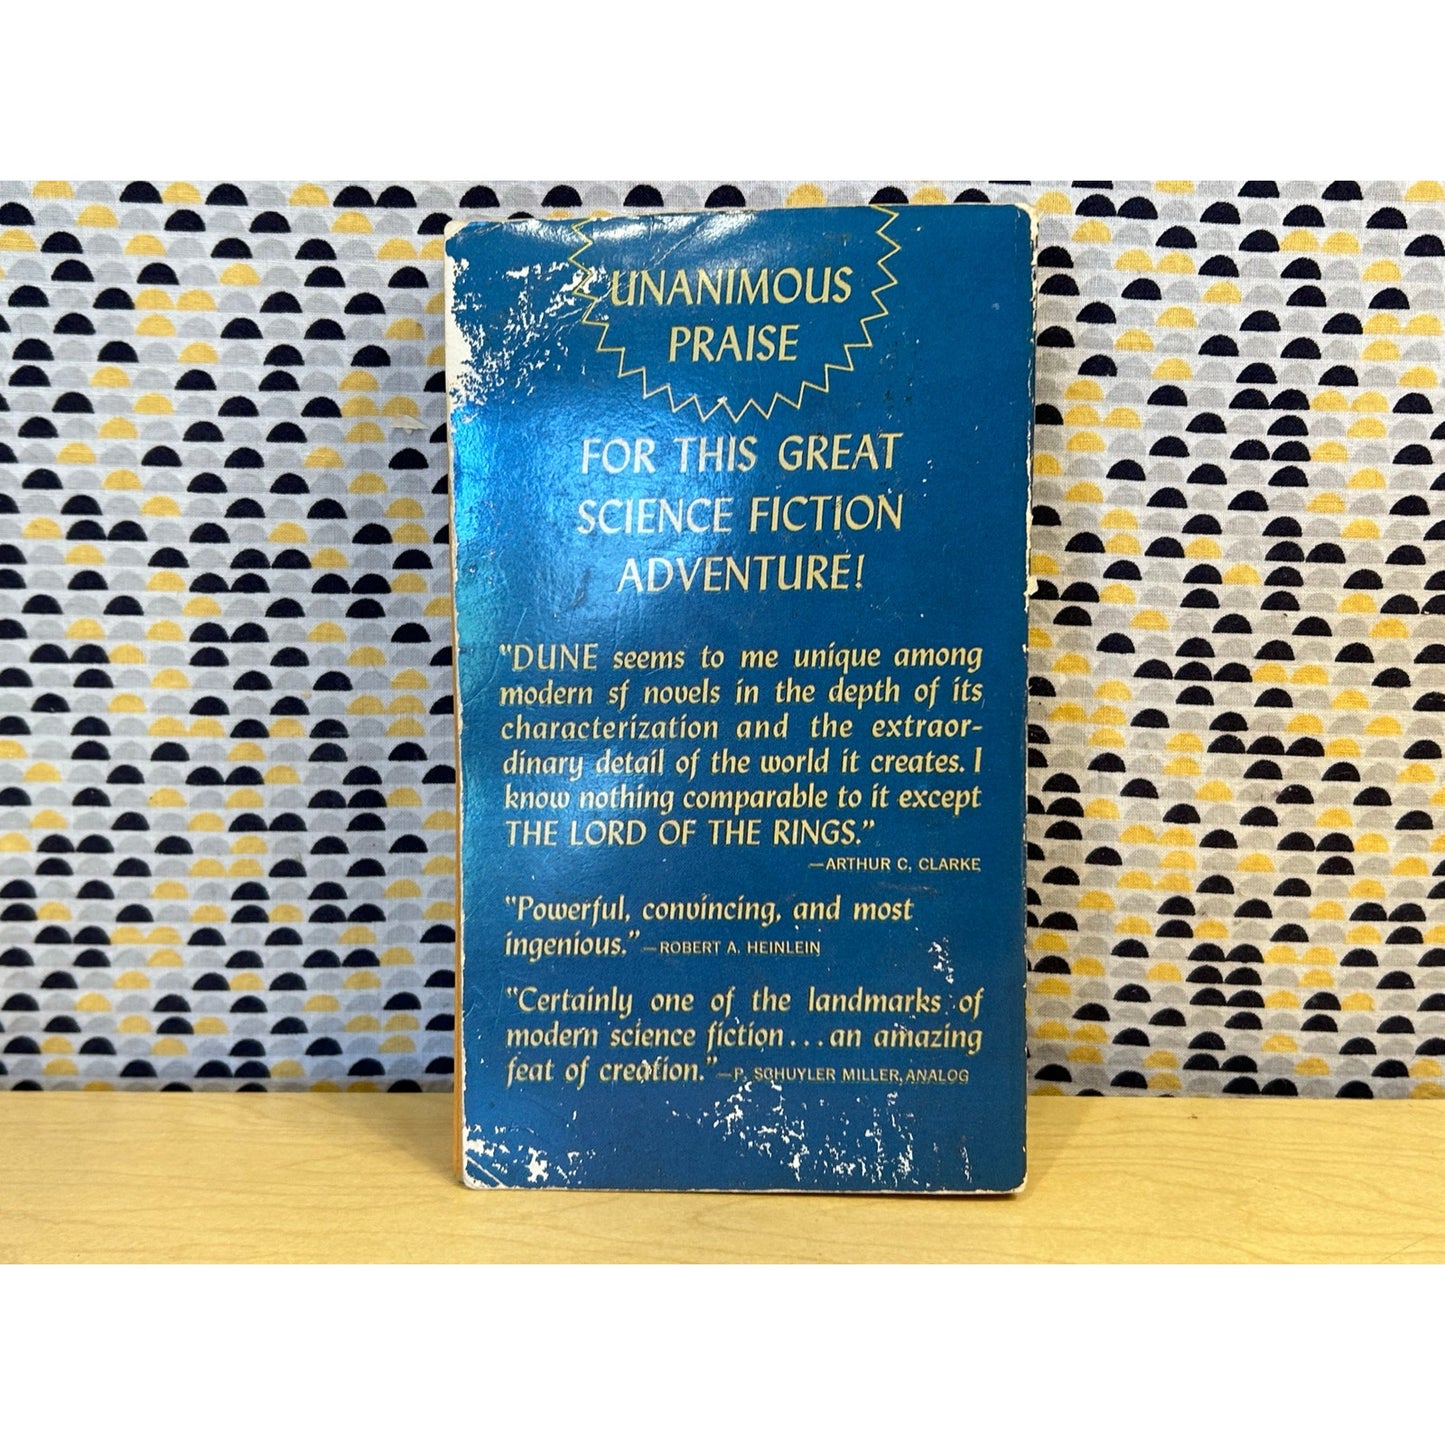 UNANIMOUS
PRAISE
FOR THIS GREAT
SCIENCE FICTION
ADVENTURE!
"DUNE seems to me unique among
modern sf novels in the depth of its
characterization and the extraor-
dinary detail of the world it creates. I
know nothing comparable to it except
THE LORD OF THE RINGS."
—ARTHUR C. CLARKE
"Powerful, convincing, and most
ingenious."—ROBERT A. HEINLEIN
"Certainly one of the landmarks of
modern science fiction...an amazing
feat of creation."—P. SCHUYLER MILLER, ANALOG